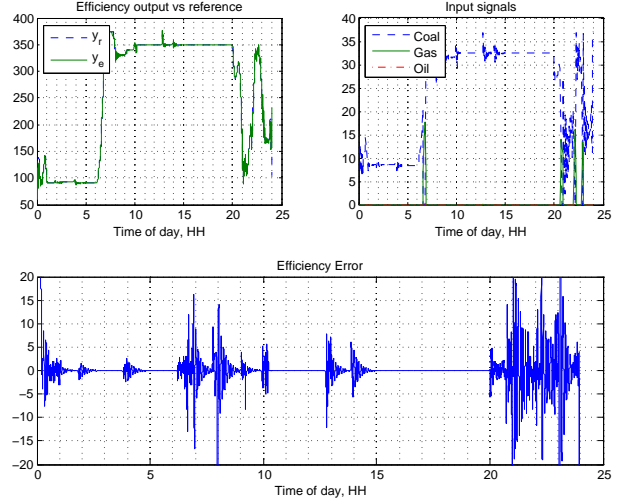 Efficiency output vs reference
400
350
300
250
200
150
100
50
0 5 10 15 20 25
Time of day, HH
y_r
y_e
Input signals
40
35
30
25
20
15
10
5
0
0 5 10 15 20 25
Time of day, HH
Coal
Gas
Oil
Efficiency Error
20
15
10
5
0
−5
−10
−15
−20
0 5 10 15 20 25
Time of day, HH